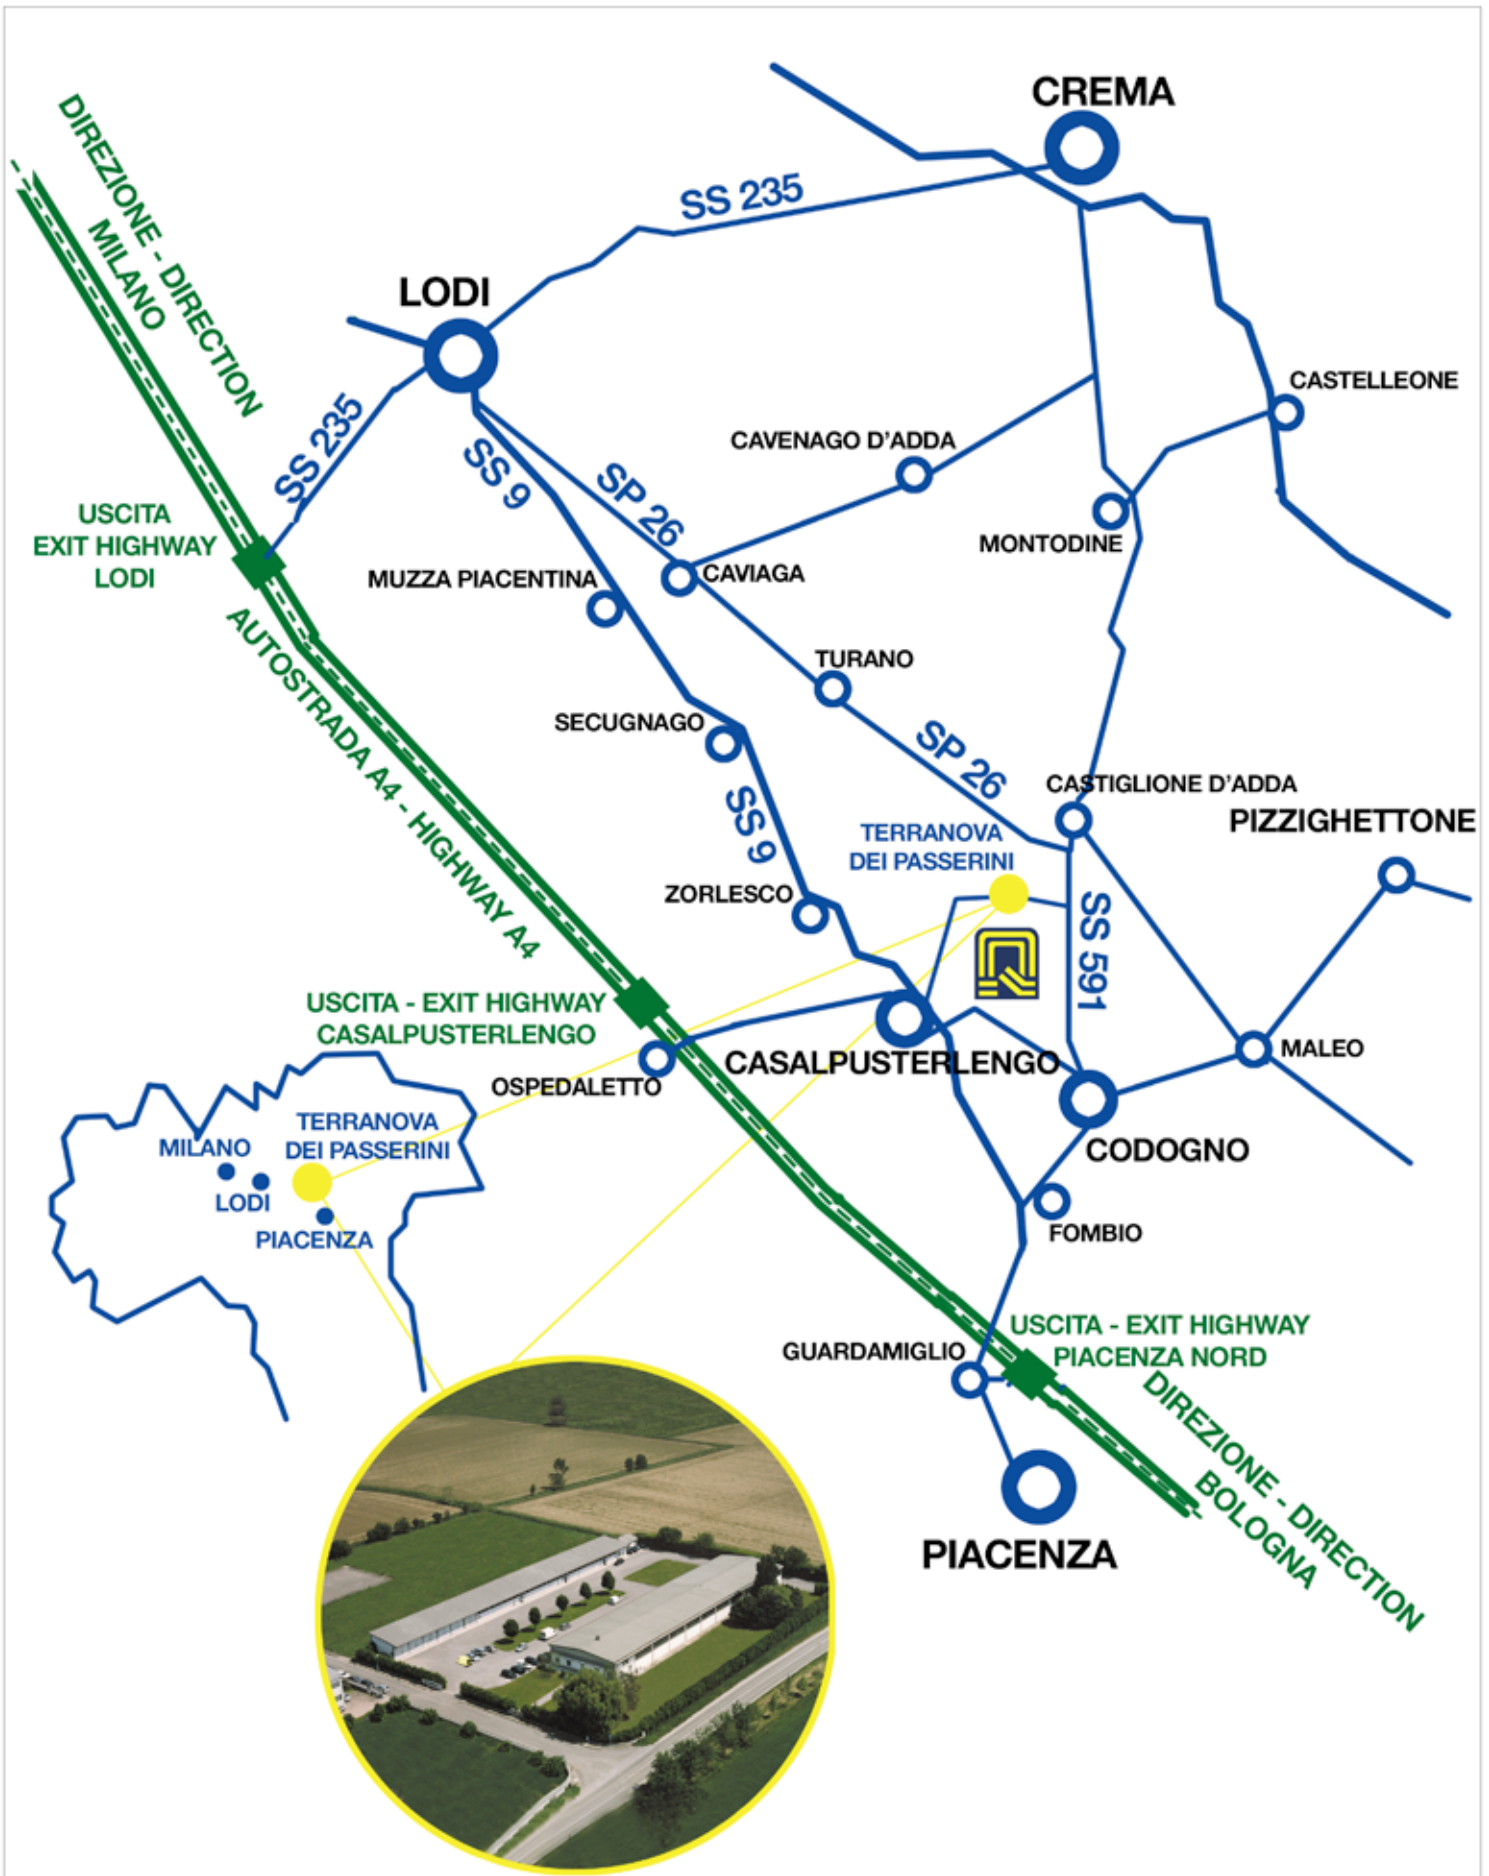 CREMA
DIREZIONE - DIRECTION
MILANO
SS 235
LODI
CASTELLEONE
SS 235
SS 9
CAVENAGO D'ADDA
SP 26
USCITA
EXIT HIGHWAY
LODI
MONTODINE
MUZZA PIACENTINA
CAVIAGA
AUTOSTRADA A4 - HIGHWAY A4
TURANO
SECUGNAGO
SP 26
CASTIGLIONE D'ADDA
SS 9
PIZZIGHETTONE
TERRANOVA
DEI PASSERINI
ZORLESCO
SS 591
USCITA - EXIT HIGHWAY
CASALPUSTERLENGO
CASALPUSTERLENGO
MALEO
OSPEDALETTO
TERRANOVA
DEI PASSERINI
MILANO
LODI
PIACENZA
CODOGNO
FOMBIO
USCITA - EXIT HIGHWAY
PIACENZA NORD
GUARDAMIGLIO
DIREZIONE - DIRECTION
BOLOGNA
PIACENZA